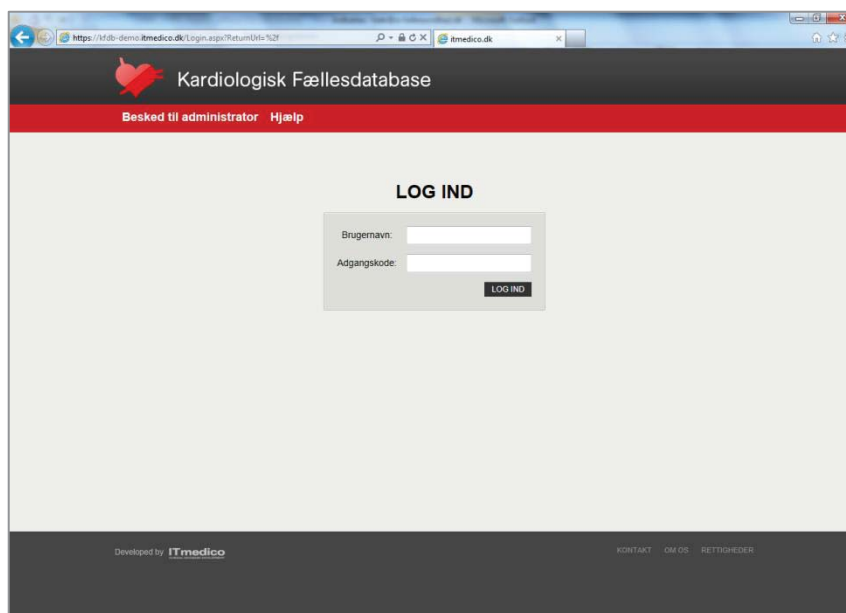 https://kfdb-demo.itmedico.dk/Login.aspx?ReturnUrl=%2f
itmedico.dk
Kardiologisk Fællesdatabase
Besked til administrator Hjælp
LOG IND
Brugernavn:
Adgangskode:
LOG IND
Developed by ITmedico
KONTAKT OM OS RETTIGHEDER